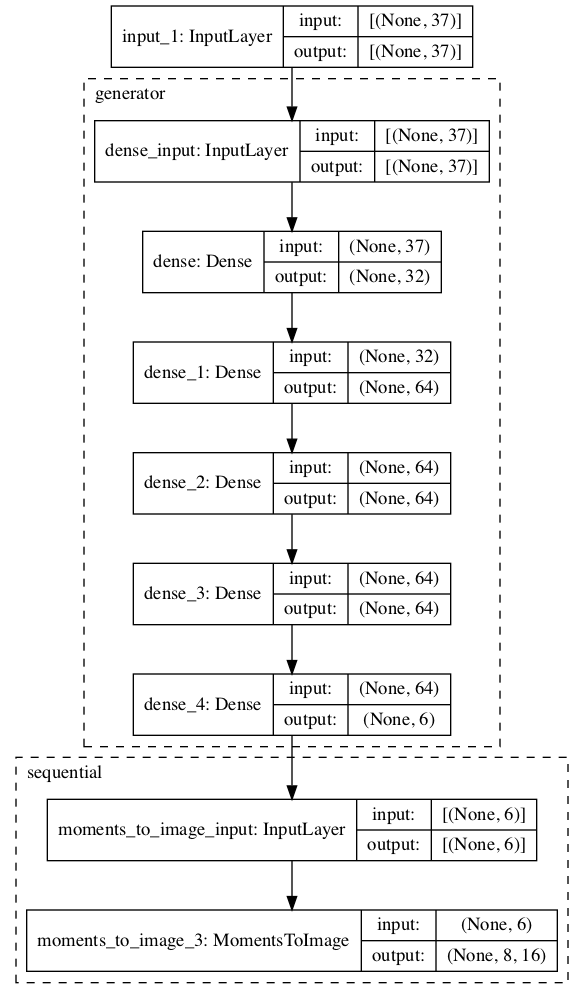 input_1: InputLayer
input: [(None, 37)]
output: [(None, 37)]
generator
dense_input: InputLayer
input: [(None, 37)]
output: [(None, 37)]
dense: Dense
input: (None, 37)
output: (None, 32)
dense_1: Dense
input: (None, 32)
output: (None, 64)
dense_2: Dense
input: (None, 64)
output: (None, 64)
dense_3: Dense
input: (None, 64)
output: (None, 64)
dense_4: Dense
input: (None, 64)
output: (None, 6)
sequential
moments_to_image_input: InputLayer
input: [(None, 6)]
output: [(None, 6)]
moments_to_image_3: MomentsToImage
input: (None, 6)
output: (None, 8, 16)